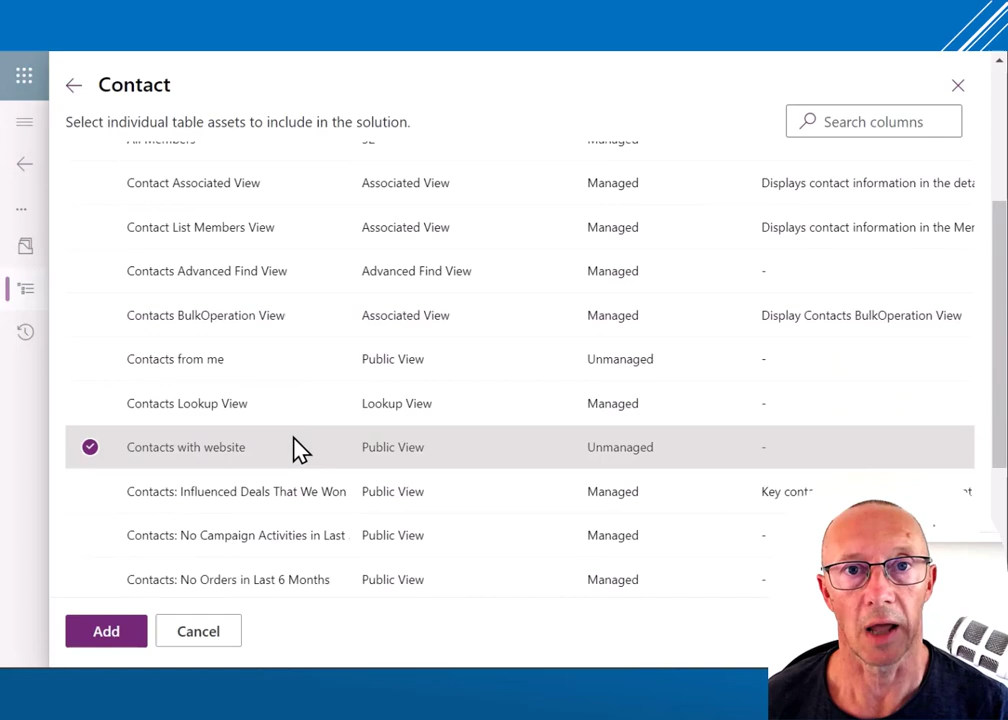 Contact
Select individual table assets to include in the solution.
Search columns
Contact Associated View Associated View Managed Displays contact information in the deta
Contact List Members View Associated View Managed Displays contact information in the Mer
Contacts Advanced Find View Advanced Find View Managed -
Contacts BulkOperation View Associated View Managed Display Contacts BulkOperation View
Contacts from me Public View Unmanaged -
Contacts Lookup View Lookup View Managed -
Contacts with website Public View Unmanaged -
Contacts: Influenced Deals That We Won Public View Managed Key
Contacts: No Campaign Activities in Last Public View Managed -
Contacts: No Orders in Last 6 Months Public View Managed -
Add Cancel